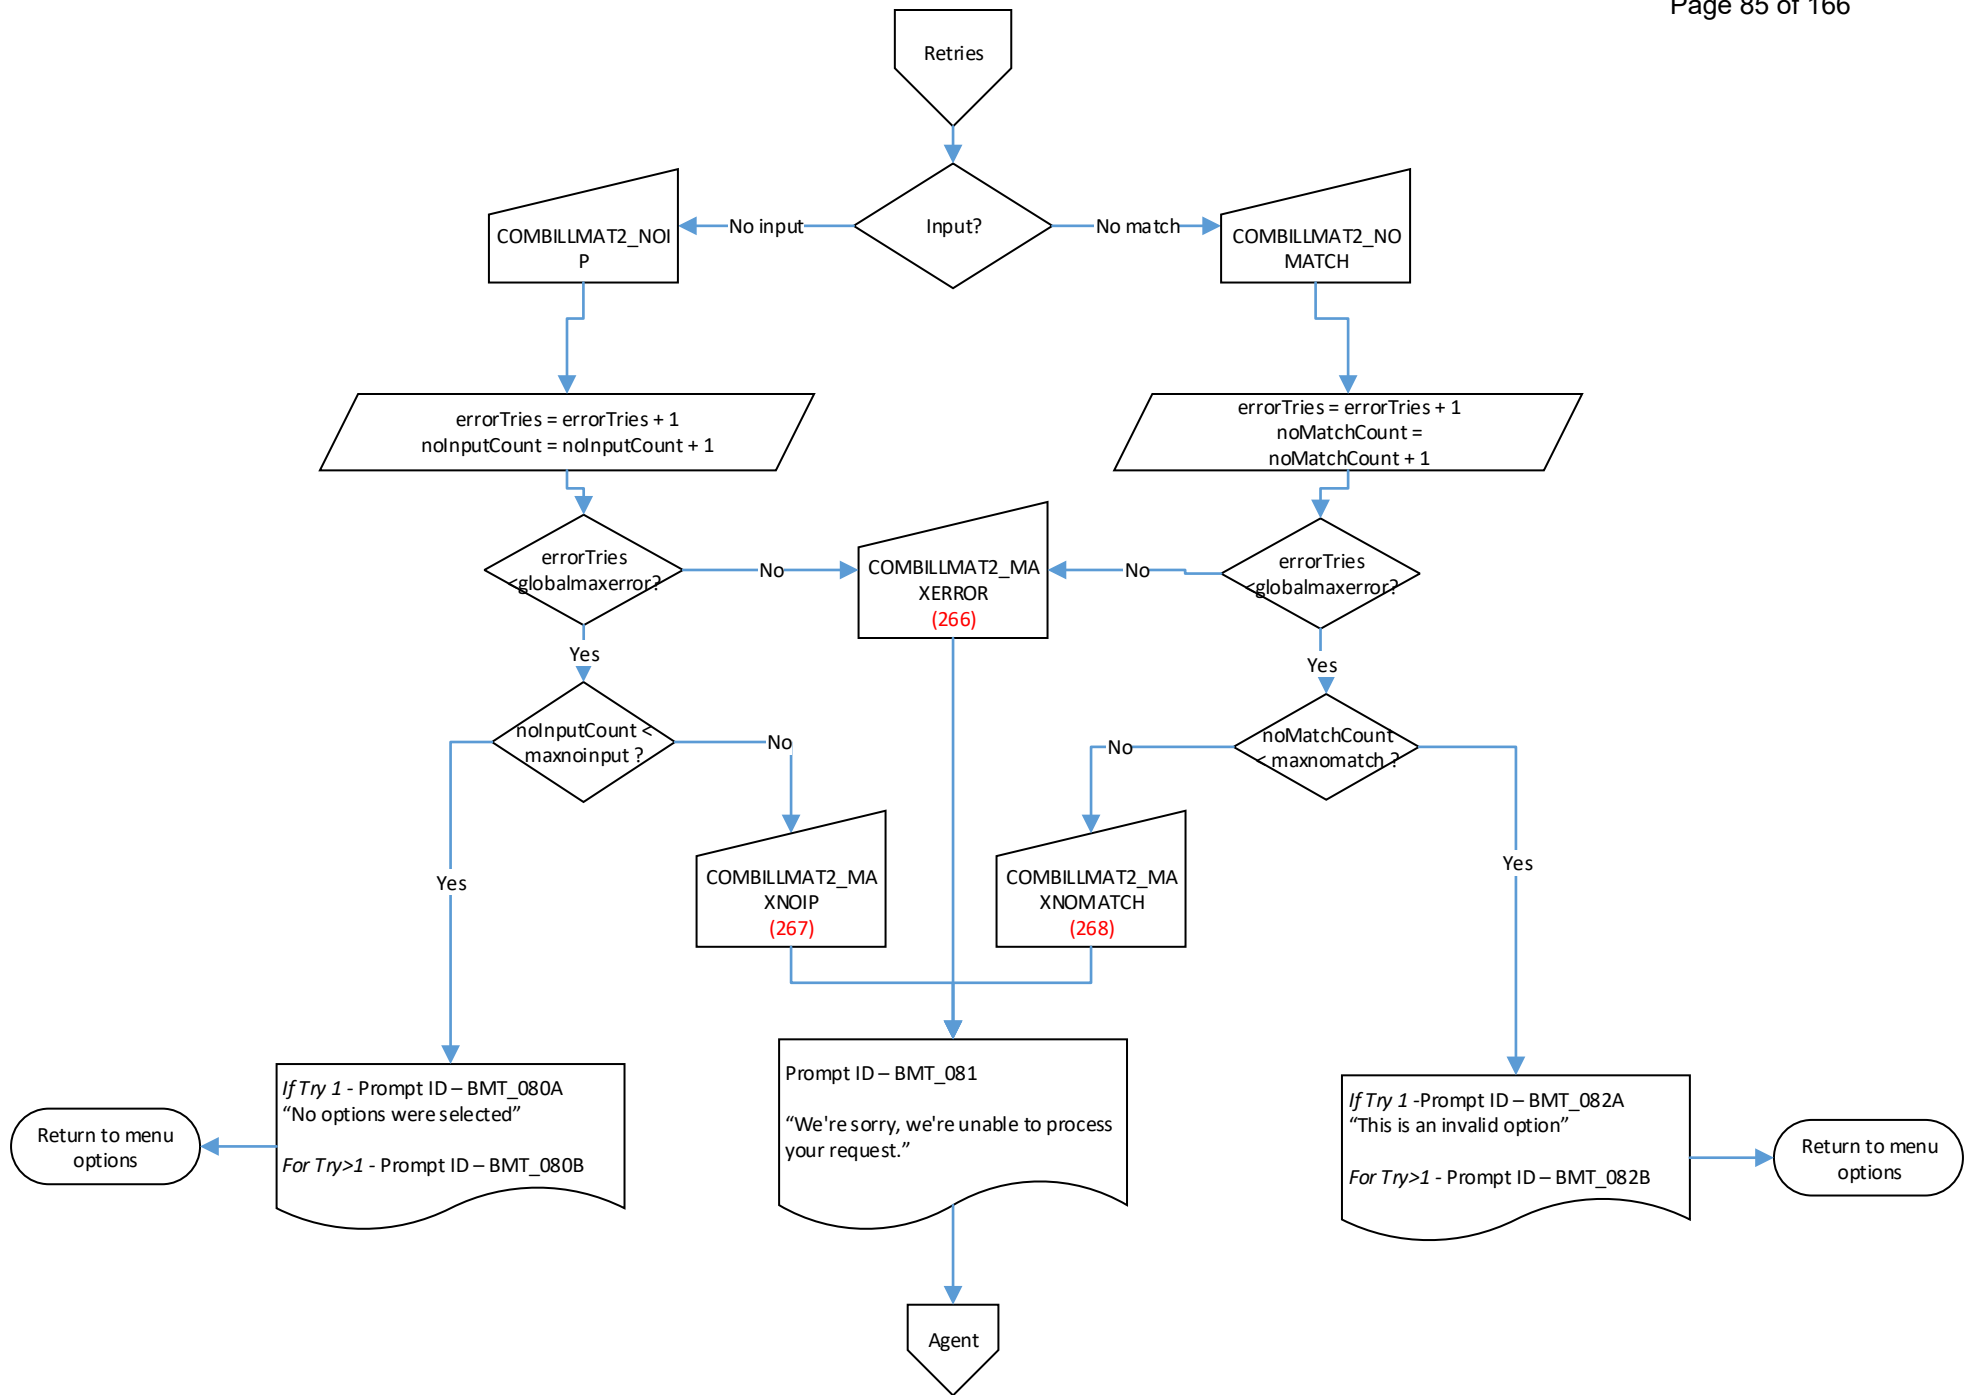 Page 85 of 166
Retries
Input?
No input
No match
COMBILLMAT2_NOI
P
COMBILLMAT2_NO
MATCH
errorTries = errorTries + 1
noInputCount = noInputCount + 1
errorTries = errorTries + 1
noMatchCount =
noMatchCount + 1
errorTries
<globalmaxerror?
No
COMBILLMAT2_MA
XERROR
(266)
No
errorTries
<globalmaxerror?
Yes
Yes
noInputCount <
maxnoinput ?
No
No
noMatchCount
< maxnomatch ?
Yes
COMBILLMAT2_MA
XNOIP
(267)
COMBILLMAT2_MA
XNOMATCH
(268)
Yes
Return to menu
options
If Try 1 - Prompt ID – BMT_080A
“No options were selected”
For Try>1 - Prompt ID – BMT_080B
Prompt ID – BMT_081
“We're sorry, we're unable to process
your request.”
If Try 1 -Prompt ID – BMT_082A
“This is an invalid option”
For Try>1 - Prompt ID – BMT_082B
Return to menu
options
Agent